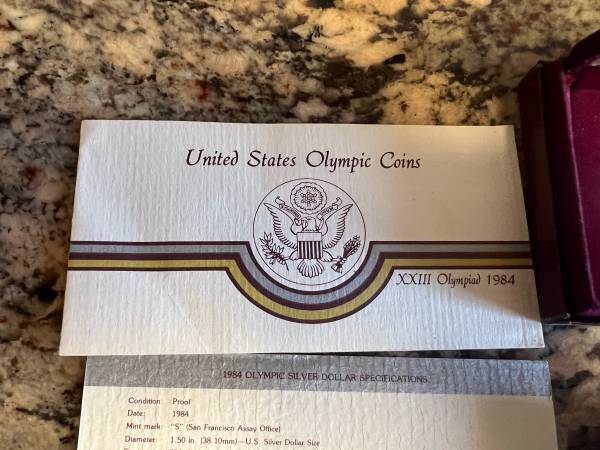 United States Olympic Coins
XXIII Olympiad 1984
1984 OLYMPIC SILVER DOLLAR SPECIFICATIONS
Condition: Proof
Date: 1984
Mint mark: "S" (San Francisco Assay Office)
Diameter: 1.50 in. (38.10mm)—U.S. Silver Dollar Size